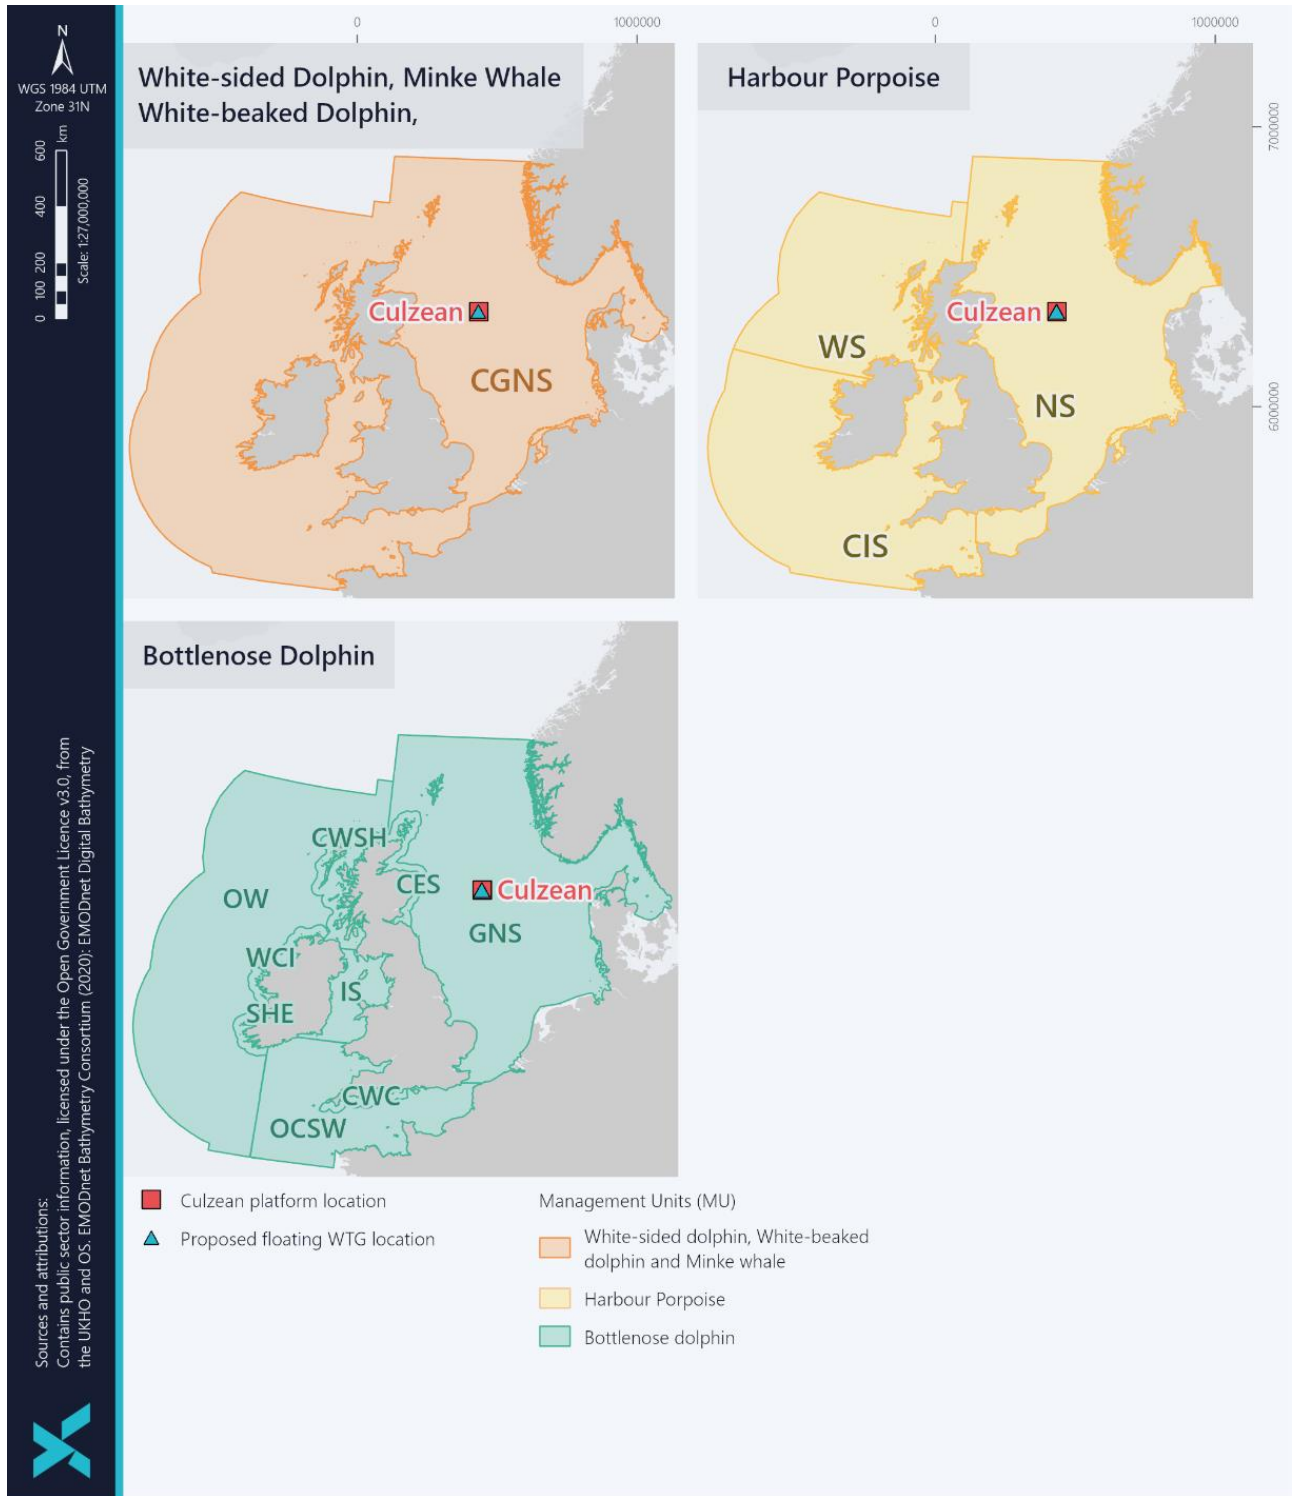 N
WGS 1984 UTM
Zone 31N
0 100 200 400 600
km
Scale: 1:27,000,000
Sources and attributions:
Contains public sector information, licensed under the Open Government Licence v3.0, from
the UKHO and OS. EMODnet Bathymetry Consortium (2020): EMODnet Digital Bathymetry
0 1000000
White-sided Dolphin, Minke Whale
White-beaked Dolphin,
Culzean
CGNS
0 1000000
7000000
6000000
Harbour Porpoise
Culzean
WS
NS
CIS
Bottlenose Dolphin
CWSH
CES
OW
Culzean
GNS
WCI
IS
SHE
CWC
OCSW
Culzean platform location
Proposed floating WTG location
Management Units (MU)
White-sided dolphin, White-beaked
dolphin and Minke whale
Harbour Porpoise
Bottlenose dolphin